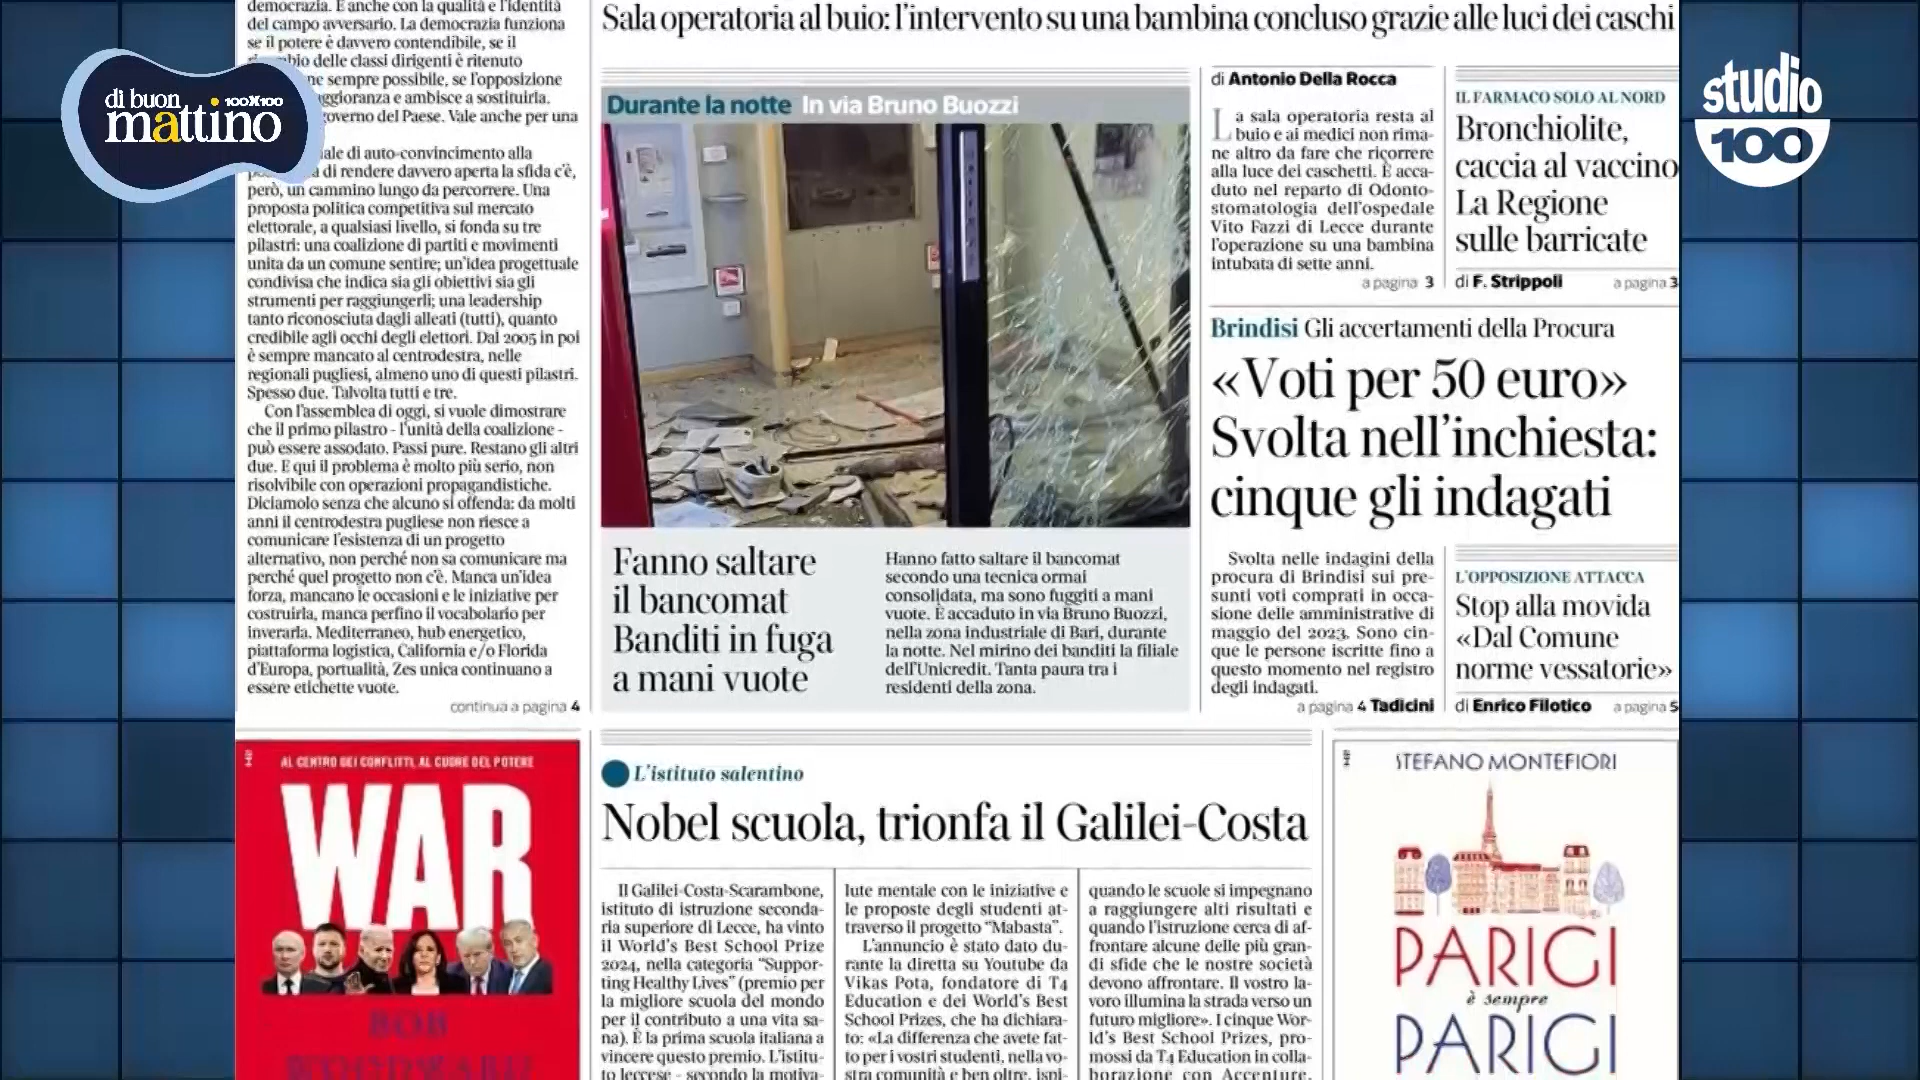 di buon
100X100
mattino
studio
100
democrazia. È anche con la qualità e l'identità
del campo avversario. La democrazia funziona
se il potere è davvero contendibile, se il
delle classi dirigenti è ritenuto
sempre possibile, se l'opposizione
e ambisce a sostituirla.
del Paese. Vale anche per una
di auto-convincimento alla
di rendere davvero aperta la sfida c'è,
però, un cammino lungo da percorrere. Una
proposta politica competitiva sul mercato
elettorale, a qualsiasi livello, si fonda su tre
pilastri: una coalizione di partiti e movimenti
unita da un comune sentire; un'idea progettuale
condivisa che indica sia gli obiettivi sia gli
strumenti per raggiungerli; una leadership
tanto riconosciuta dagli alleati (tutti), quanto
credibile agli occhi degli elettori. Dal 2005 in poi
è sempre mancato al centrodestra, nelle
regionali pugliesi, almeno uno di questi pilastri.
Spesso due. Talvolta tutti e tre.
Con l'assemblea di oggi, si vuole dimostrare
che il primo pilastro - l'unità della coalizione -
può essere assodato. Passi pure. Restano gli altri
due. E qui il problema è molto più serio, non
risolvibile con operazioni propagandistiche.
Diciamolo senza che alcuno si offenda: da molti
anni il centrodestra pugliese non riesce a
comunicare l'esistenza di un progetto
alternativo, non perché non sa comunicare ma
perché quel progetto non c'è. Manca un'idea
forza, mancano le occasioni e le iniziative per
costruirla, manca perfino il vocabolario per
inverarla. Mediterraneo, hub energetico,
piattaforma logistica, California e/o Florida
d'Europa, portualità, Zes unica continuano a
essere etichette vuote.
continua a pagina 4
Sala operatoria al buio: l'intervento su una bambina concluso grazie alle luci dei caschi
Durante la notte In via Bruno Buozzi
Fanno saltare
il bancomat
Banditi in fuga
a mani vuote
Hanno fatto saltare il bancomat
secondo una tecnica ormai
consolidata, ma sono fuggiti a mani
vuote. È accaduto in via Bruno Buozzi,
nella zona industriale di Bari, durante
la notte. Nel mirino dei banditi la filiale
dell'Unicredit. Tanta paura tra i
residenti della zona.
di Antonio Della Rocca
La sala operatoria resta al
buio e ai medici non rima-
ne altro da fare che ricorrere
alla luce dei caschetti. È acca-
duto nel reparto di Odonto-
stomatologia dell'ospedale
Vito Fazzi di Lecce durante
l'operazione su una bambina
intubata di sette anni.
a pagina 3
IL FARMACO SOLO AL NORD
Bronchiolite,
caccia al vaccino
La Regione
sulle barricate
di F. Strippoli a pagina 3
Brindisi Gli accertamenti della Procura
«Voti per 50 euro»
Svolta nell'inchiesta:
cinque gli indagati
Svolta nelle indagini della
procura di Brindisi sui pre-
sunti voti comprati in occa-
sione delle amministrative di
maggio del 2023. Sono cin-
que le persone iscritte fino a
questo momento nel registro
degli indagati.
a pagina 4 Tadicini
L'OPPOSIZIONE ATTACCA
Stop alla movida
«Dal Comune
norme vessatorie»
di Enrico Filotico a pagina 5
AL CENTRO DEI CONFLITTI, AL CUORE DEL POTERE
WAR
BOB
WOODWARD
L'istituto salentino
Nobel scuola, trionfa il Galilei-Costa
Il Galilei-Costa-Scarambone,
istituto di istruzione seconda-
ria superiore di Lecce, ha vinto
il World's Best School Prize
2024, nella categoria "Suppor-
ting Healthy Lives" (premio per
la migliore scuola del mondo
per il contributo a una vita sa-
na). È la prima scuola italiana a
vincere questo premio. L'istitu-
to leccese - secondo la motiva-
lute mentale con le iniziative e
le proposte degli studenti at-
traverso il progetto "Mabasta".
L'annuncio è stato dato du-
rante la diretta su Youtube da
Vikas Pota, fondatore di T4
Education e dei World's Best
School Prizes, che ha dichiara-
to: «La differenza che avete fat-
to per i vostri studenti, nella vo-
stra comunità e ben oltre, ispi-
quando le scuole si impegnano
a raggiungere alti risultati e
quando l'istruzione cerca di af-
frontare alcune delle più gran-
di sfide che le nostre società
devono affrontare. Il vostro la-
voro illumina la strada verso un
futuro migliore». I cinque Wor-
ld's Best School Prizes, pro-
mossi da T4 Education in colla-
borazione con Accenture,
STEFANO MONTEFIORI
PARIGI
è sempre
PARIGI